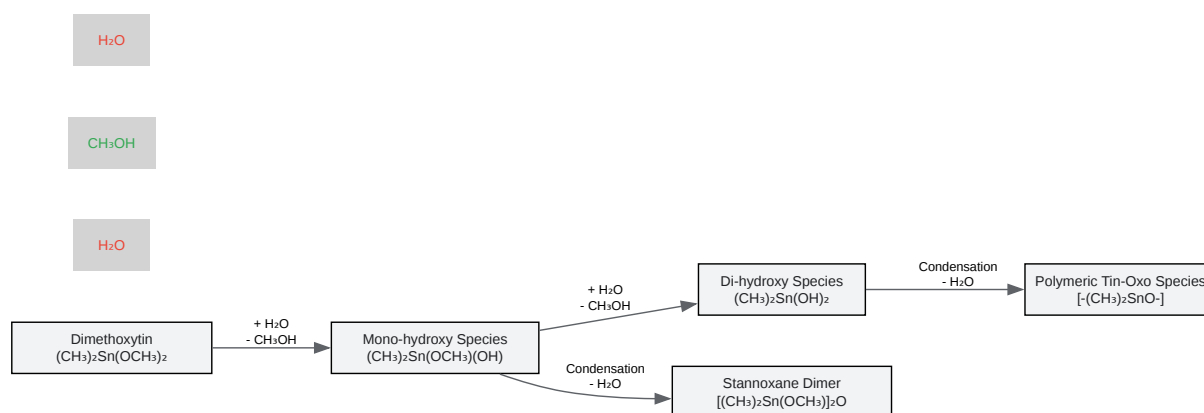 H₂O
CH₃OH
H₂O
Dimethoxytin
(CH₃)₂Sn(OCH₃)₂
+ H₂O
- CH₃OH
Mono-hydroxy Species
(CH₃)₂Sn(OCH₃)(OH)
+ H₂O
- CH₃OH
Di-hydroxy Species
(CH₃)₂Sn(OH)₂
Condensation
- H₂O
Polymeric Tin-Oxo Species
[-(CH₃)₂SnO-]
Condensation
- H₂O
Stannoxane Dimer
[(CH₃)₂Sn(OCH₃)]₂O